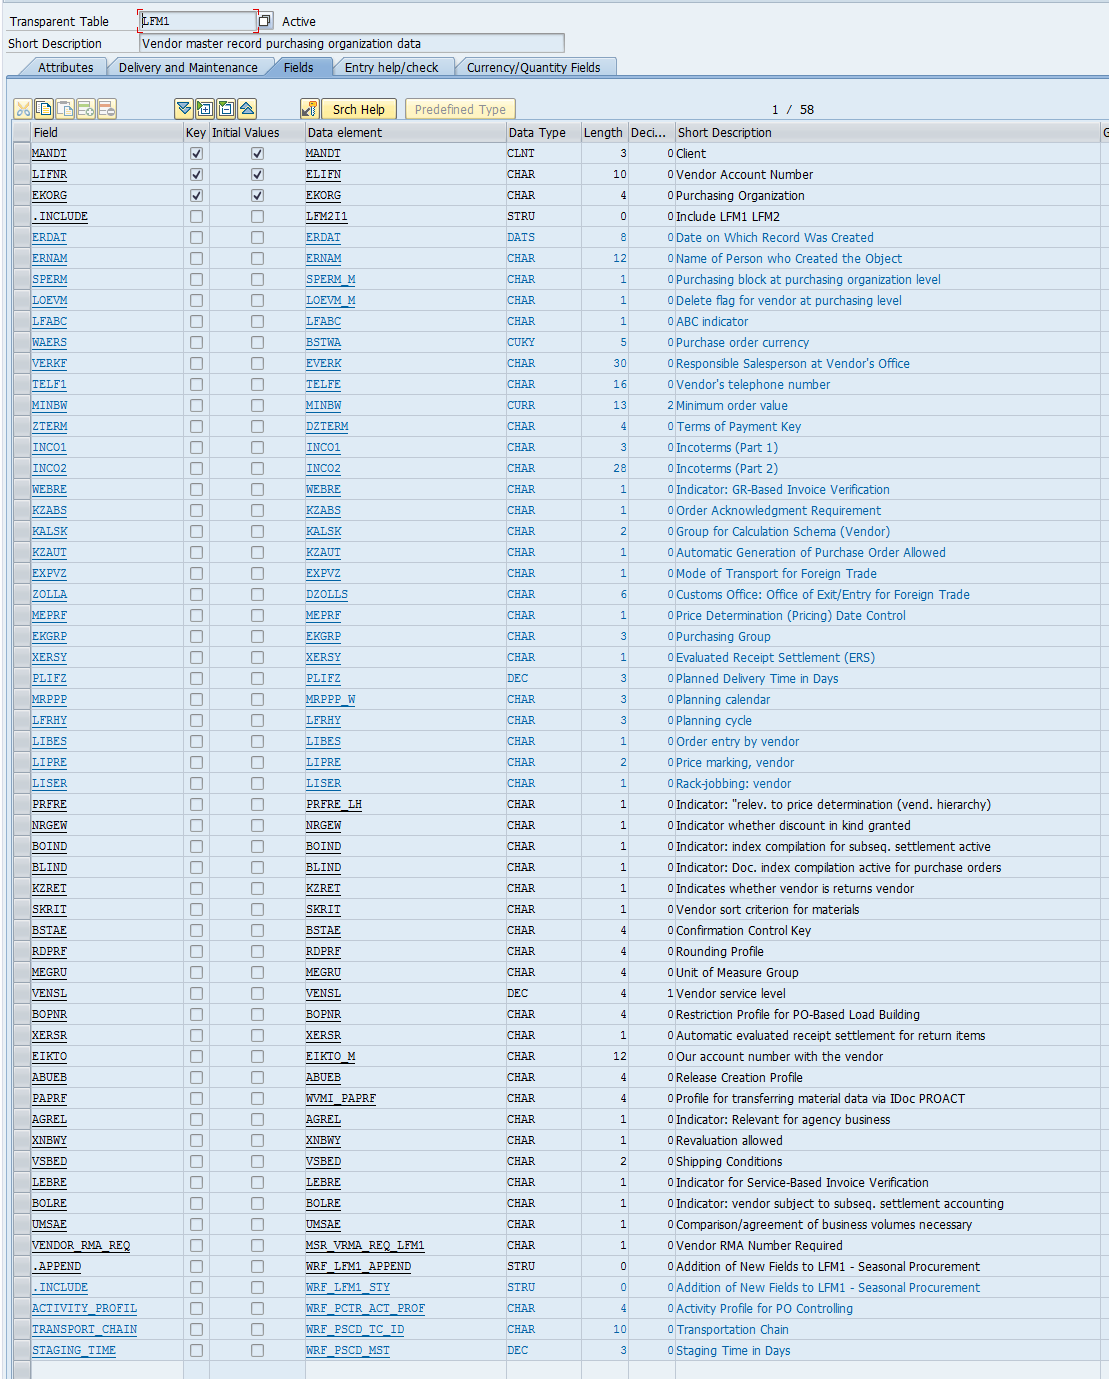 Transparent Table LFM1 Active
Short Description Vendor master record purchasing organization data
Attributes Delivery and Maintenance Fields Entry help/check Currency/Quantity Fields
Srch Help Predefined Type 1 / 58
Field Key Initial Values Data element Data Type Length Deci... Short Description G
MANDT MANDT CLNT 3 0 Client
LIFNR ELIFN CHAR 10 0 Vendor Account Number
EKORG EKORG CHAR 4 0 Purchasing Organization
.INCLUDE LFM2I1 STRU 0 0 Include LFM1 LFM2
ERDAT ERDAT DATS 8 0 Date on Which Record Was Created
ERNAM ERNAM CHAR 12 0 Name of Person who Created the Object
SPERM SPERM_M CHAR 1 0 Purchasing block at purchasing organization level
LOEVM LOEVM_M CHAR 1 0 Delete flag for vendor at purchasing level
LFABC LFABC CHAR 1 0 ABC indicator
WAERS BSTWA CUKY 5 0 Purchase order currency
VERKF EVERK CHAR 30 0 Responsible Salesperson at Vendor's Office
TELF1 TELFE CHAR 16 0 Vendor's telephone number
MINBW MINBW CURR 13 2 Minimum order value
ZTERM DZTERM CHAR 4 0 Terms of Payment Key
INCO1 INCO1 CHAR 3 0 Incoterms (Part 1)
INCO2 INCO2 CHAR 28 0 Incoterms (Part 2)
WEBRE WEBRE CHAR 1 0 Indicator: GR-Based Invoice Verification
KZABS KZABS CHAR 1 0 Order Acknowledgment Requirement
KALSK KALSK CHAR 2 0 Group for Calculation Schema (Vendor)
KZAUT KZAUT CHAR 1 0 Automatic Generation of Purchase Order Allowed
EXPVZ EXPVZ CHAR 1 0 Mode of Transport for Foreign Trade
ZOLLA DZOLLS CHAR 6 0 Customs Office: Office of Exit/Entry for Foreign Trade
MEPRF MEPRF CHAR 1 0 Price Determination (Pricing) Date Control
EKGRP EKGRP CHAR 3 0 Purchasing Group
XERSY XERSY CHAR 1 0 Evaluated Receipt Settlement (ERS)
PLIFZ PLIFZ DEC 3 0 Planned Delivery Time in Days
MRPPP MRPPP_W CHAR 3 0 Planning calendar
LFRHY LFRHY CHAR 3 0 Planning cycle
LIBES LIBES CHAR 1 0 Order entry by vendor
LIPRE LIPRE CHAR 2 0 Price marking, vendor
LISER LISER CHAR 1 0 Rack-jobbing: vendor
PRFRE PRFRE_LH CHAR 1 0 Indicator: "relev. to price determination (vend. hierarchy)
NRGEW NRGEW CHAR 1 0 Indicator whether discount in kind granted
BOIND BOIND CHAR 1 0 Indicator: index compilation for subseq. settlement active
BLIND BLIND CHAR 1 0 Indicator: Doc. index compilation active for purchase orders
KZRET KZRET CHAR 1 0 Indicates whether vendor is returns vendor
SKRIT SKRIT CHAR 1 0 Vendor sort criterion for materials
BSTAE BSTAE CHAR 4 0 Confirmation Control Key
RDPRF RDPRF CHAR 4 0 Rounding Profile
MEGRU MEGRU CHAR 4 0 Unit of Measure Group
VENSL VENSL DEC 4 1 Vendor service level
BOPNR BOPNR CHAR 4 0 Restriction Profile for PO-Based Load Building
XERSR XERSR CHAR 1 0 Automatic evaluated receipt settlement for return items
EIKTO EIKTO_M CHAR 12 0 Our account number with the vendor
ABUEB ABUEB CHAR 4 0 Release Creation Profile
PAPRF WVMI_PAPRF CHAR 4 0 Profile for transferring material data via IDoc PROACT
AGREL AGREL CHAR 1 0 Indicator: Relevant for agency business
XNBWY XNBWY CHAR 1 0 Revaluation allowed
VSBED VSBED CHAR 2 0 Shipping Conditions
LEBRE LEBRE CHAR 1 0 Indicator for Service-Based Invoice Verification
BOLRE BOLRE CHAR 1 0 Indicator: vendor subject to subseq. settlement accounting
UMSAE UMSAE CHAR 1 0 Comparison/agreement of business volumes necessary
VENDOR_RMA_REQ MSR_VRMA_REQ_LFM1 CHAR 1 0 Vendor RMA Number Required
.APPEND WRF_LFM1_APPEND STRU 0 0 Addition of New Fields to LFM1 - Seasonal Procurement
.INCLUDE WRF_LFM1_STY STRU 0 0 Addition of New Fields to LFM1 - Seasonal Procurement
ACTIVITY_PROFIL WRF_PCTR_ACT_PROF CHAR 4 0 Activity Profile for PO Controlling
TRANSPORT_CHAIN WRF_PSCD_TC_ID CHAR 10 0 Transportation Chain
STAGING_TIME WRF_PSCD_MST DEC 3 0 Staging Time in Days